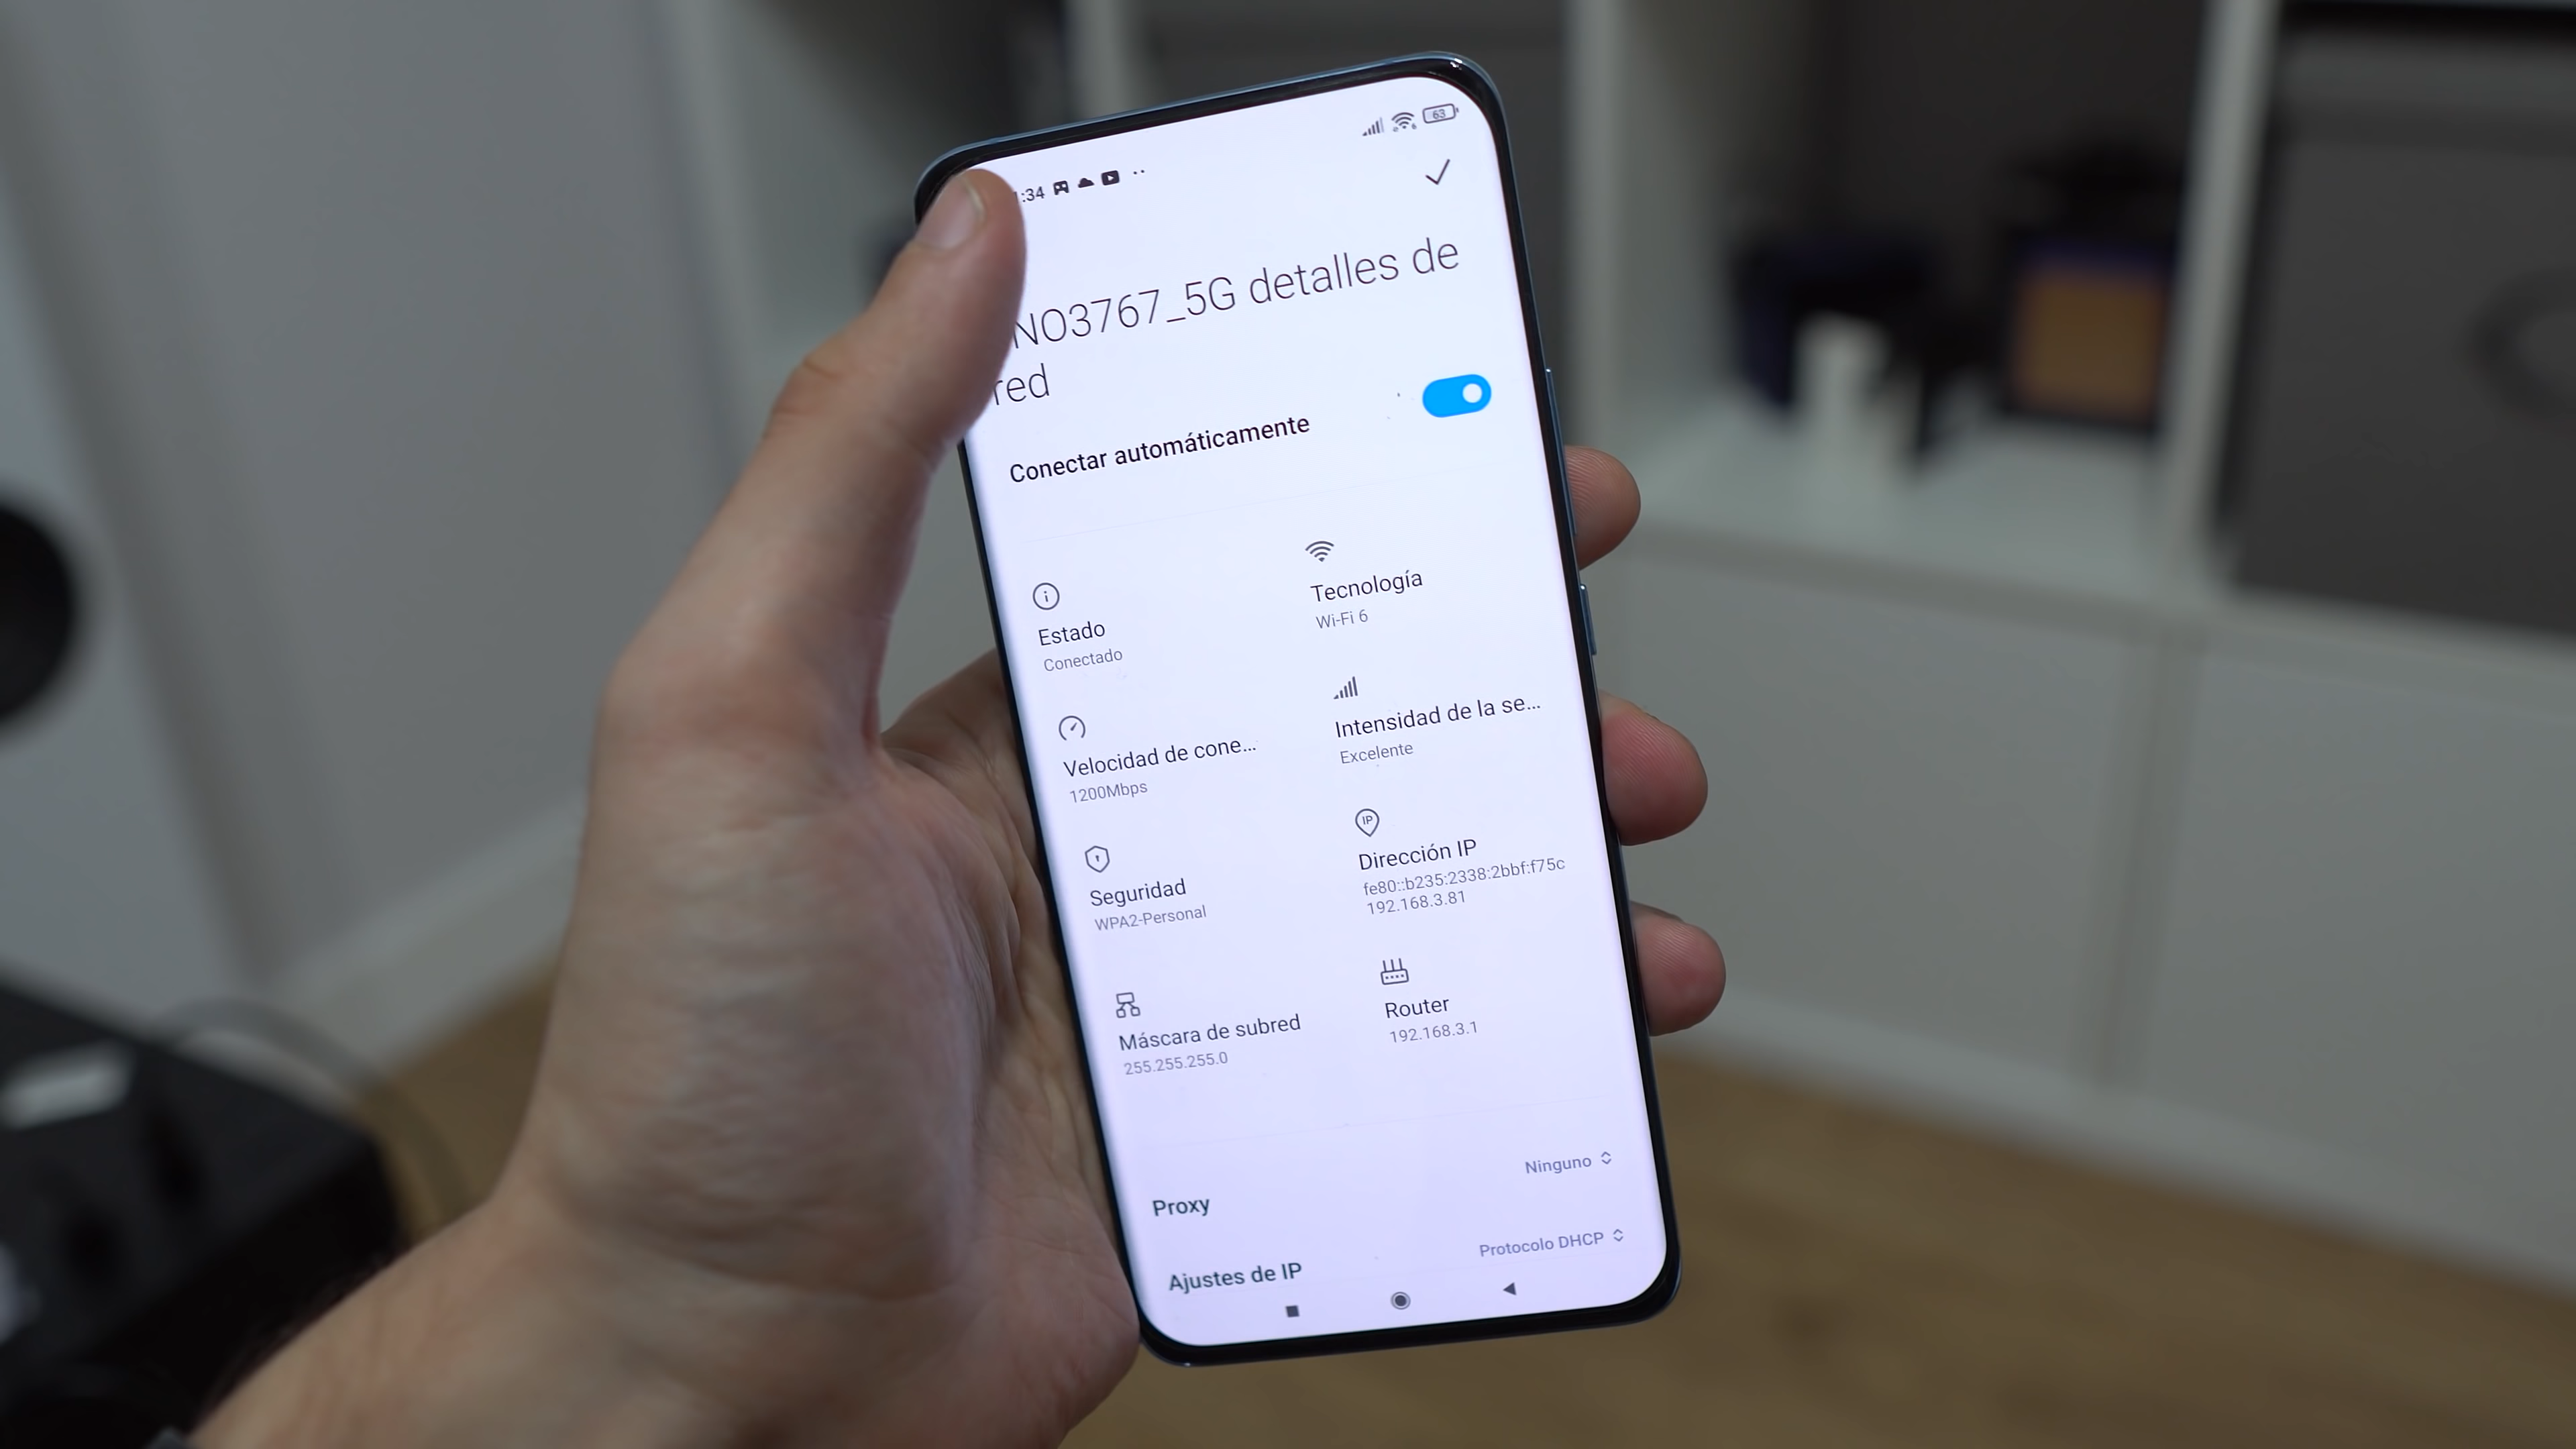 :34
63
NO3767_5G detalles de
red
Conectar automáticamente
Estado
Conectado
Tecnología
Wi-Fi 6
Velocidad de cone...
1200Mbps
Intensidad de la se...
Excelente
Seguridad
WPA2-Personal
IP
Dirección IP
fe80::b235:2338:2bbf:f75c
192.168.3.81
Máscara de subred
255.255.255.0
Router
192.168.3.1
Proxy
Ninguno
Ajustes de IP
Protocolo DHCP